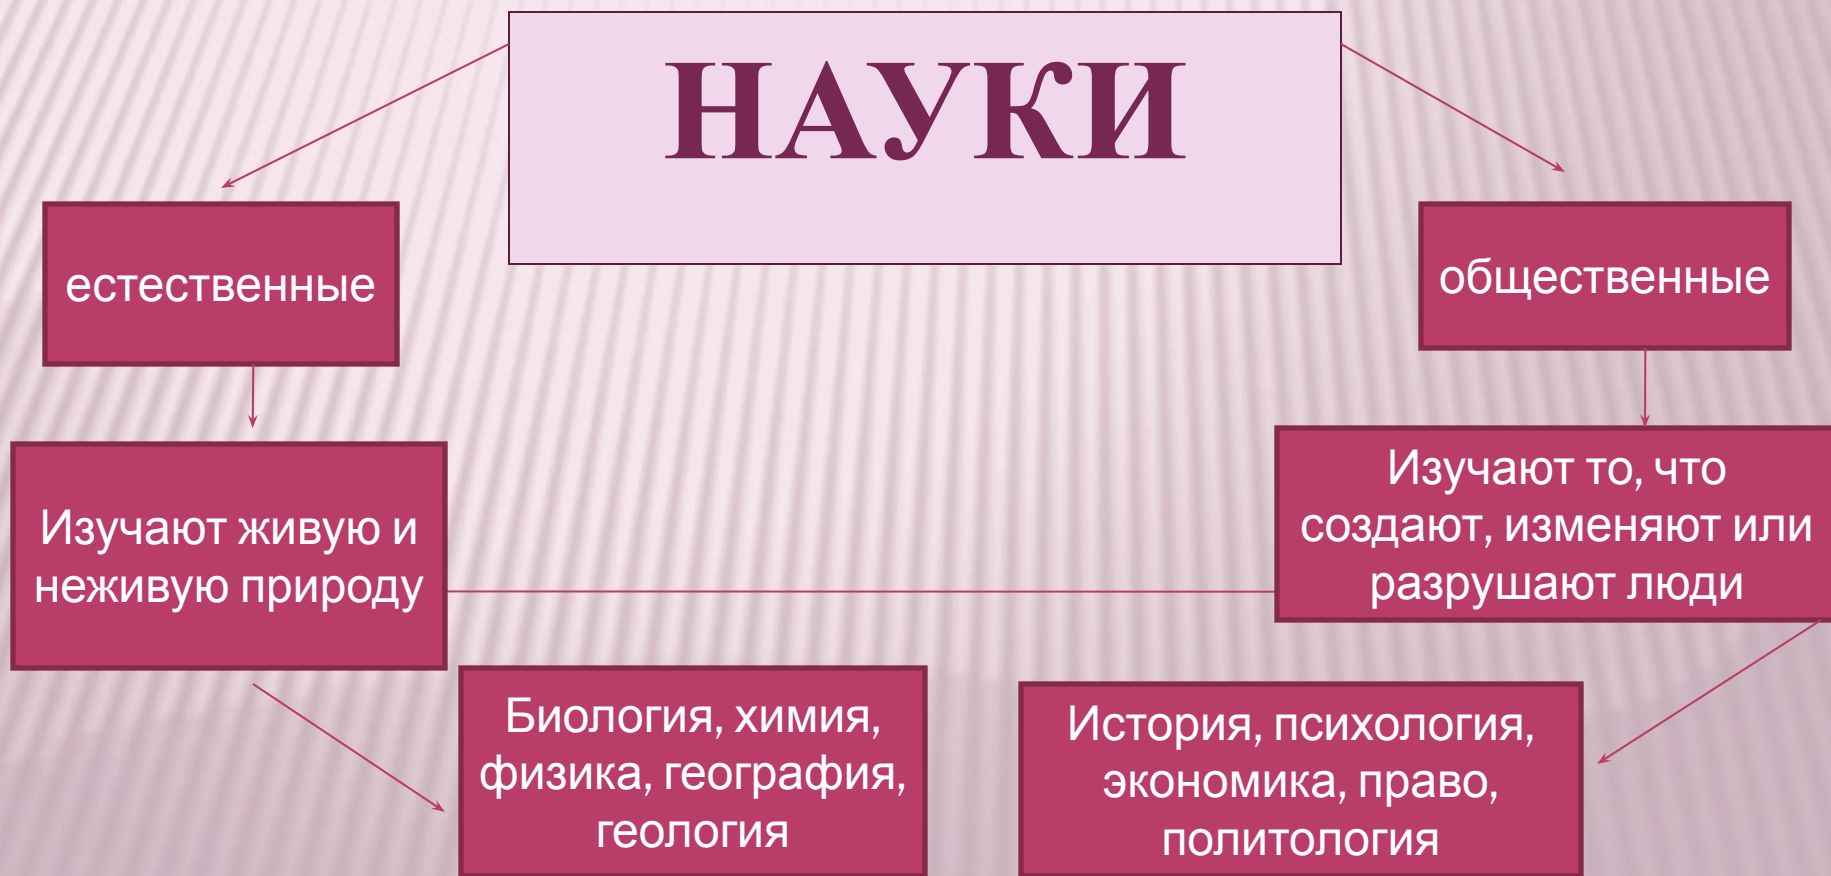 НАУКИ
естественные
общественные
Изучают живую и
неживую природу
Изучают то, что
создают, изменяют или
разрушают люди
Биология, химия,
физика, география,
геология
История, психология,
экономика, право,
политология